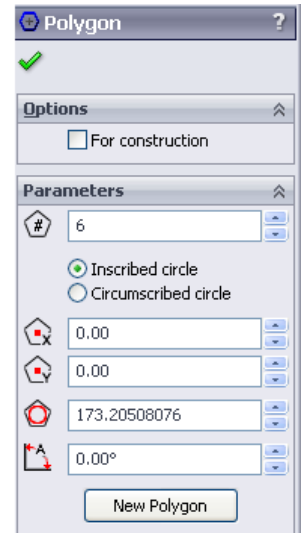 Polygon ?
Options
For construction
Parameters
# 6
Inscribed circle
Circumscribed circle
X 0.00
Y 0.00
173.20508076
A 0.00°
New Polygon